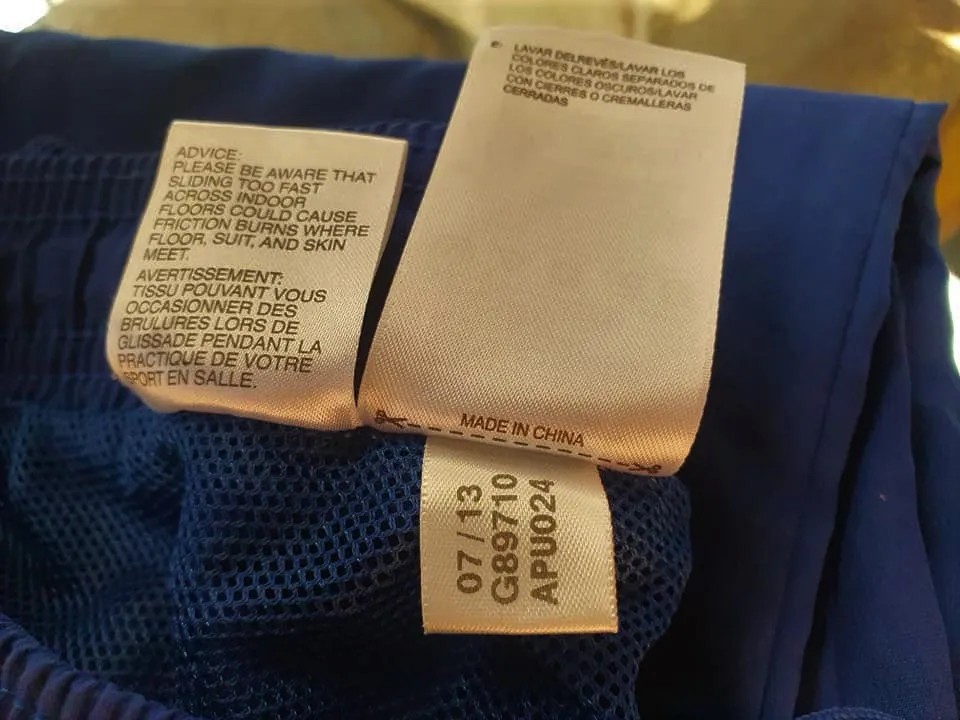 ADVICE:
PLEASE BE AWARE THAT
SLIDING TOO FAST
ACROSS INDOOR
FLOORS COULD CAUSE
FRICTION BURNS WHERE
FLOOR, SUIT, AND SKIN
MEET.
AVERTISSEMENT:
TISSU POUVANT VOUS
OCCASIONNER DES
BRULURES LORS DE
GLISSADE PENDANT LA
PRACTIQUE DE VOTRE
SPORT EN SALLE.
E: LAVAR DELREVÉS/LAVAR LOS
COLORES CLAROS SEPARADOS DE
LOS COLORES OSCUROS/LAVAR
CON CIERRES O CREMALLERAS
CERRADAS
MADE IN CHINA
07/13
G89710
APU024